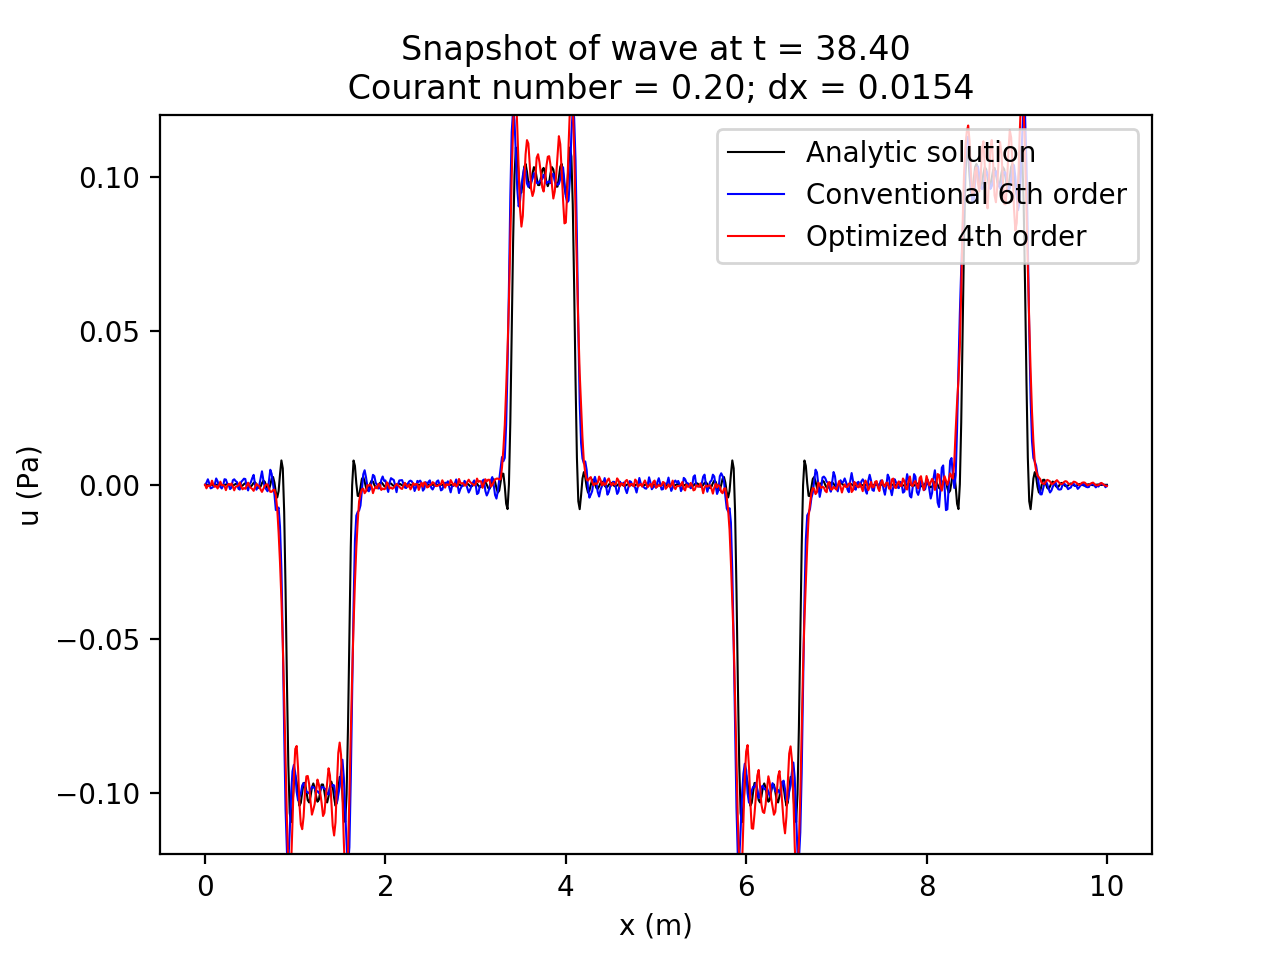 Snapshot of wave at t = 38.40
Courant number = 0.20; dx = 0.0154
Analytic solution
Conventional 6th order
Optimized 4th order
0.10
0.05
0.00
−0.05
−0.10
u (Pa)
0 2 4 6 8 10
x (m)